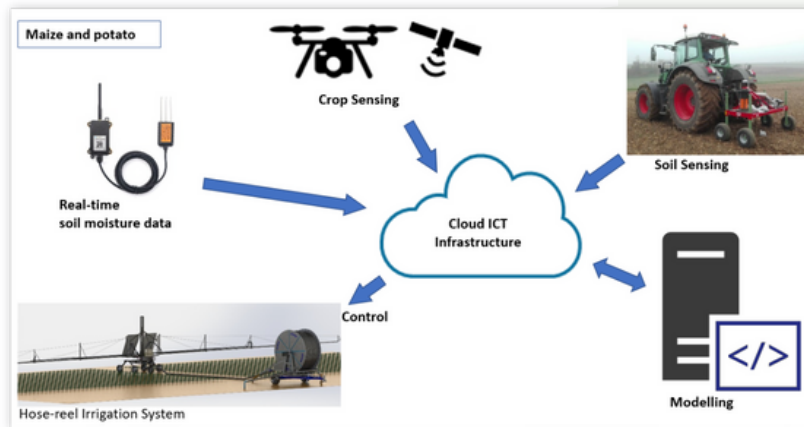 Maize and potato
Crop Sensing
Soil Sensing
Real-time
soil moisture data
Cloud ICT
Infrastructure
Control
</>
Modelling
Hose-reel Irrigation System